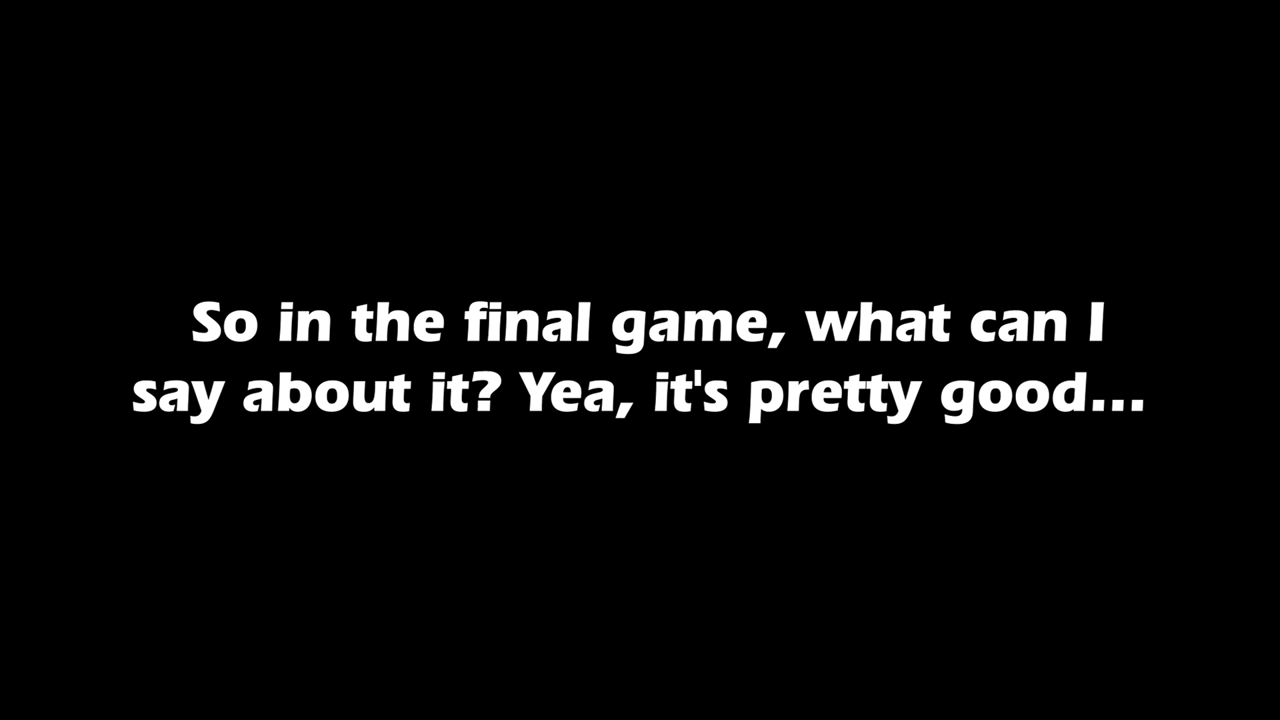 So in the final game, what can I
say about it? Yea, it's pretty good...